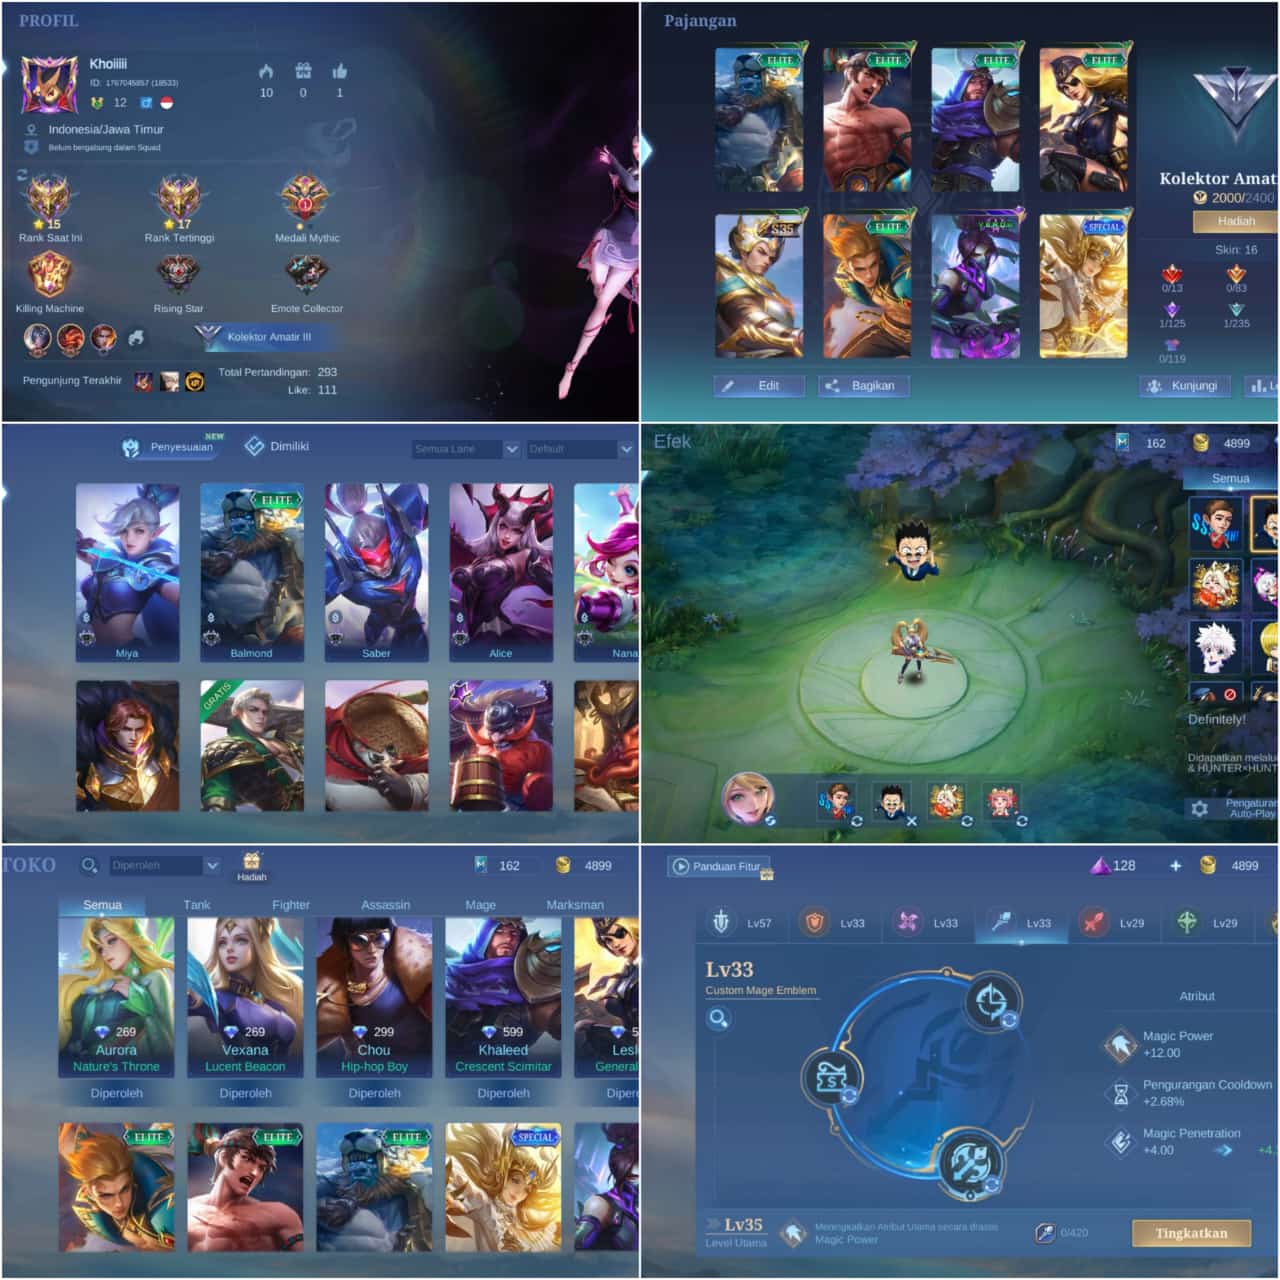 PROFIL
Khoiiiii
ID: 1767045857 (18533)
12
10
0
1
Indonesia/Jawa Timur
Belum bergabung dalam Squad
15
17
1
Rank Saat Ini
Rank Tertinggi
Medali Mythic
Killing Machine
Rising Star
Emote Collector
Kolektor Amatir III
Pengunjung Terakhir
Total Pertandingan: 293
Like: 111
Pajangan
ELITE
ELITE
ELITE
ELITE
S35
ELITE
SPECIAL
Kolektor Amati
2000/2400
Hadiah
Skin: 16
0/13
0/83
1/125
1/235
0/119
Edit
Bagikan
Kunjungi
Penyesuaian
NEW
Dimiliki
Semua Lane
Default
ELITE
Miya
Balmond
Saber
Alice
Nana
GRATIS
Efek
162
4899
Semua
Definitely!
Didapatkan melalu
& HUNTER×HUNT
Pengaturan
Auto-Play
TOKO
Diperoleh
Hadiah
162
4899
Semua
Tank
Fighter
Assassin
Mage
Marksman
269
269
299
599
5
Aurora
Vexana
Chou
Khaleed
Lesl
Nature's Throne
Lucent Beacon
Hip-hop Boy
Crescent Scimitar
General
Diperoleh
Diperoleh
Diperoleh
Diperoleh
Diper
ELITE
ELITE
ELITE
SPECIAL
Panduan Fitur
128
+
4899
Lv57
Lv33
Lv33
Lv33
Lv29
Lv29
Lv33
Custom Mage Emblem
Atribut
Magic Power
+12.00
Pengurangan Cooldown
+2.68%
Magic Penetration
+4.00
+4.
Lv35
Level Utama
Meningkatkan Atribut Utama secara drastis
Magic Power
0/420
Tingkatkan